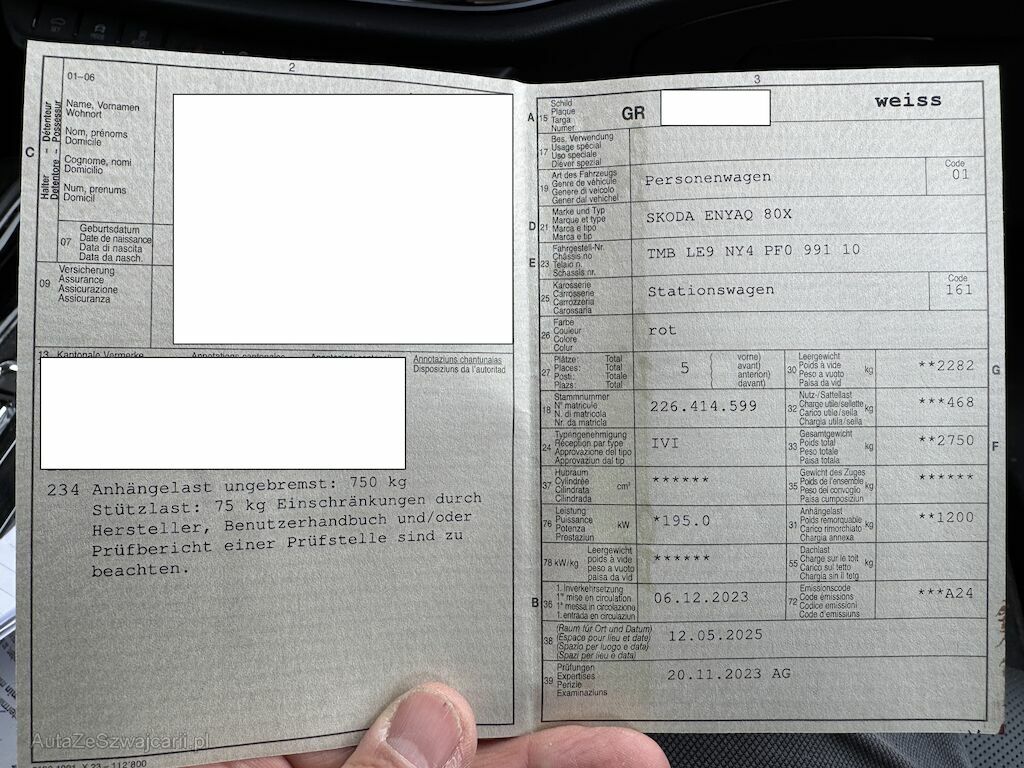 2
01–06
Halter – Détenteur
Detentore – Possessur
C
Name, Vornamen
Wohnort
Nom, prénoms
Domicile
Cognome, nomi
Domicilio
Num, prenums
Domicil
07
Geburtsdatum
Date de naissance
Data di nascita
Data da nasch.
09
Versicherung
Assurance
Assicurazione
Assicuranza
13 Kantonale Vermerke
Annotations cantonales
Annotazioni cantonali
Annotaziuns chantunalas
Disposiziuns da l'autoritad
234 Anhängelast ungebremst: 750 kg
Stützlast: 75 kg Einschränkungen durch
Hersteller, Benutzerhandbuch und/oder
Prüfbericht einer Prüfstelle sind zu
beachten.
AutaZeSzwajcarii.pl
3
A 15
Schild
Plaque
Targa
Numer
GR
weiss
17
Bes. Verwendung
Usage spécial
Uso speciale
Diever spezial
19
Art des Fahrzeugs
Genre de véhicule
Genere di veicolo
Gener dal vehichel
Personenwagen
Code
01
D 21
Marke und Typ
Marque et type
Marca e tipo
Marca e tip
SKODA ENYAQ 80X
E 23
Fahrgestell-Nr.
Châssis no
Telaio n.
Schassis nr.
TMB LE9 NY4 PF0 991 10
25
Karosserie
Carrosserie
Carrozzeria
Carossaria
Stationswagen
Code
161
26
Farbe
Couleur
Colore
Colur
rot
27
Plätze: Total
Places: Total
Posti: Totale
Plazs: Total
5
vorne)
avant)
anteriori)
davant)
30
Leergewicht
Poids à vide
Peso a vuoto
Paisa da vid
kg
**2282
G
18
Stammnummer
N° matricule
N. di matricola
Nr. da matricla
226.414.599
32
Nutz-/Sattellast
Charge utile/sellette
Carico utile/sella
Chargia utila/sella
kg
***468
24
Typengenehmigung
Réception par type
Approvazione del tipo
Approvaziun dal tip
IVI
33
Gesamtgewicht
Poids total
Peso totale
Paisa totala
kg
**2750
F
37
Hubraum
Cylindrée
Cilindrata
Cilindrada
cm³
******
35
Gewicht des Zuges
Poids de l'ensemble
Peso del convoglio
Paisa cumposiziun
kg
******
76
Leistung
Puissance
Potenza
Prestaziun
kW
*195.0
31
Anhängelast
Poids remorquable
Carico rimorchiato
Chargia annexa
kg
**1200
78 kW/kg
Leergewicht
poids à vide
peso a vuoto
paisa da vid
******
55
Dachlast
Charge sur le toit
Carico sul tetto
Chargia sin il tetg
kg
B 36
1. Inverkehrsetzung
1re mise en circulation
1a messa in circolazione
1. entrada en circulaziun
06.12.2023
72
Emissionscode
Code émissions
Codice emissioni
Code d'emissiuns
***A24
38
(Raum für Ort und Datum)
(Espace pour lieu et date)
(Spazio per luogo e data)
(Spazi per lieu e data)
12.05.2025
39
Prüfungen
Expertises
Perizie
Examinaziuns
20.11.2023 AG